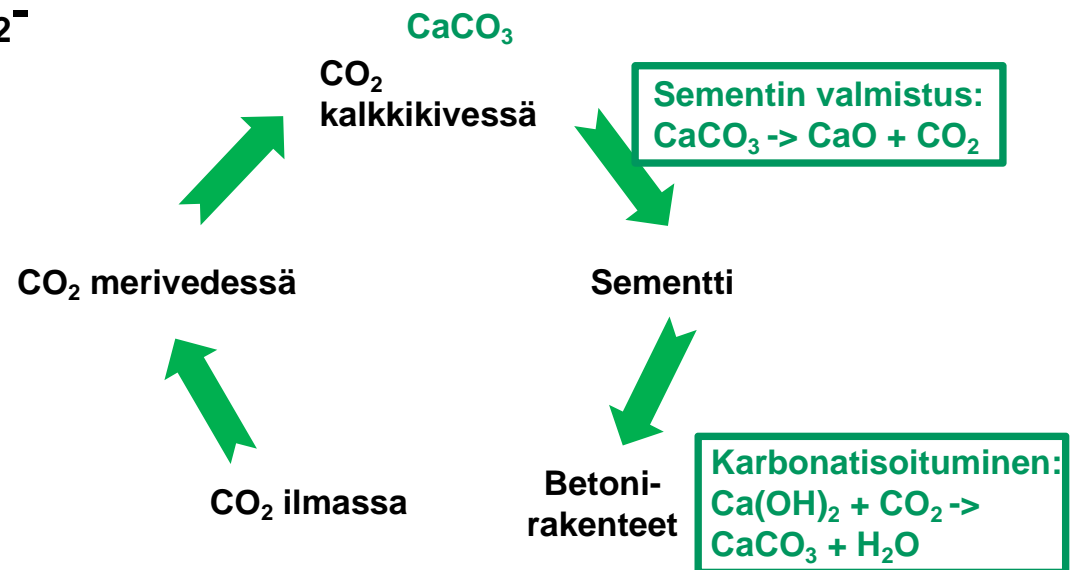 2-
CaCO₃
CO₂
kalkkikivessä
Sementin valmistus:
CaCO₃ -> CaO + CO₂
CO₂ merivedessä
Sementti
CO₂ ilmassa
Betoni-
rakenteet
Karbonatisoituminen:
Ca(OH)₂ + CO₂ ->
CaCO₃ + H₂O